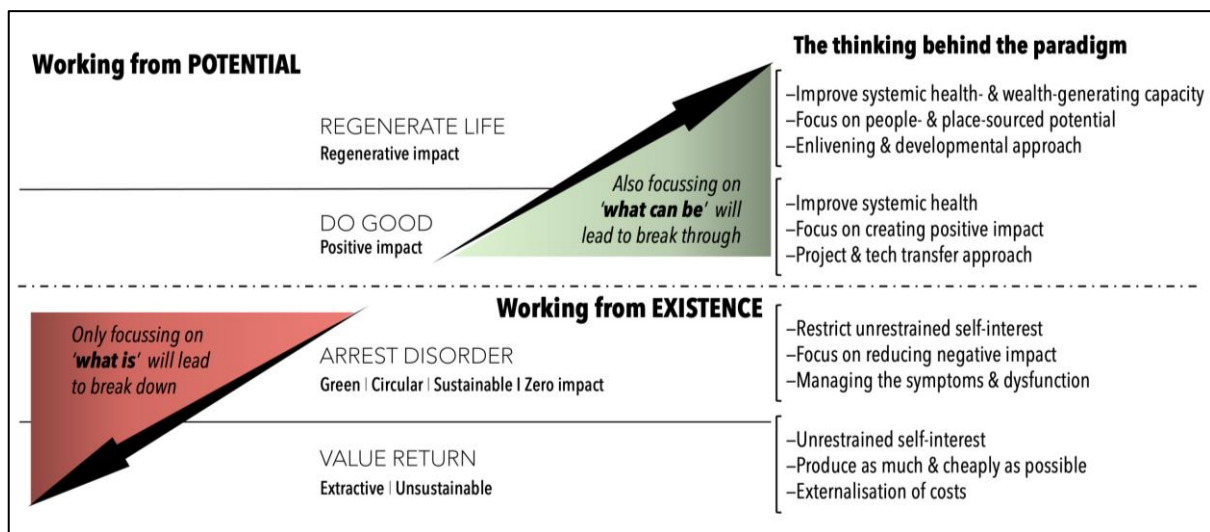 The thinking behind the paradigm
Working from POTENTIAL
REGENERATE LIFE
Regenerative impact
–Improve systemic health- & wealth-generating capacity
–Focus on people- & place-sourced potential
–Enlivening & developmental approach
Also focussing on
'what can be' will
lead to break through
DO GOOD
Positive impact
–Improve systemic health
–Focus on creating positive impact
–Project & tech transfer approach
Working from EXISTENCE
Only focussing on
'what is' will lead
to break down
ARREST DISORDER
Green | Circular | Sustainable I Zero impact
–Restrict unrestrained self-interest
–Focus on reducing negative impact
–Managing the symptoms & dysfunction
VALUE RETURN
Extractive | Unsustainable
–Unrestrained self-interest
–Produce as much & cheaply as possible
–Externalisation of costs